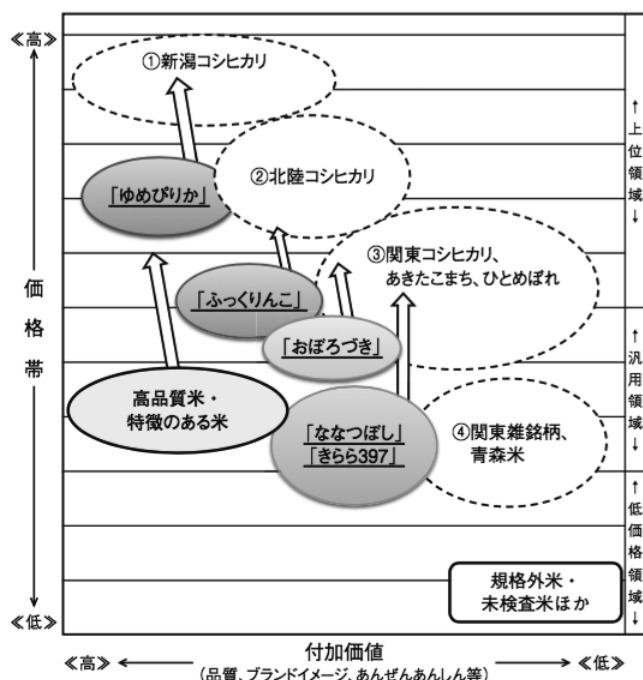 ≪高≫
①新潟コシヒカリ
②北陸コシヒカリ
「ゆめぴりか」
③関東コシヒカリ、
あきたこまち、ひとめぼれ
「ふっくりんこ」
「おぼろづき」
高品質米・
特徴のある米
「ななつぼし」
「きらら397」
④関東雑銘柄、
青森米
規格外米・
未検査米ほか
≪低≫
価格帯
↑上位領域↓
↑汎用領域↓
↑低価格領域↓
≪高≫
付加価値
(品質、ブランドイメージ、あんぜんあんしん等)
≪低≫